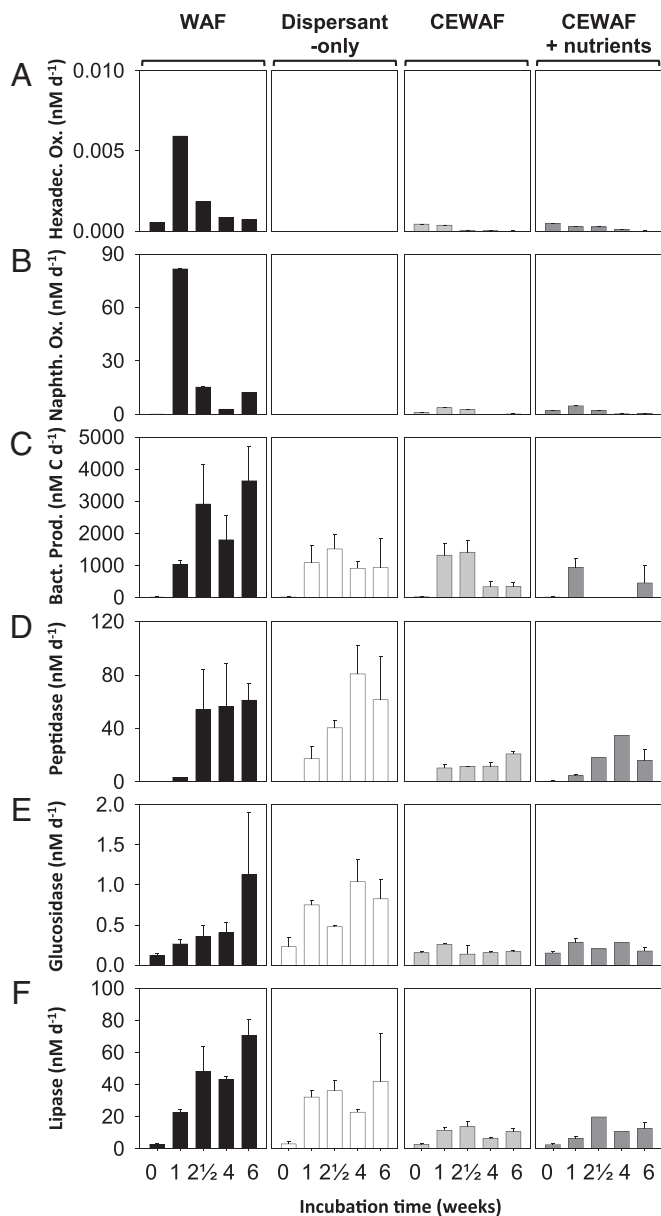 WAF Dispersant CEWAF CEWAF
-only + nutrients
A
Hexadec. Ox. (nM d-1)
0.010
0.005
0.000
B
Naphth. Ox. (nM d-1)
90
60
30
0
C
Bact. Prod. (nM C d-1)
5000
4000
3000
2000
1000
0
D
Peptidase (nM d-1)
120
80
40
0
E
Glucosidase (nM d-1)
2.0
1.5
1.0
0.5
0.0
F
Lipase (nM d-1)
100
80
60
40
20
0
0 1 2½ 4 6 0 1 2½ 4 6 0 1 2½ 4 6 0 1 2½ 4 6
Incubation time (weeks)